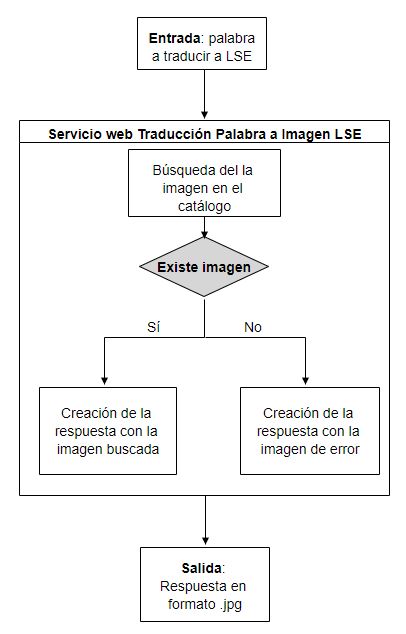 Entrada: palabra
a traducir a LSE
Servicio web Traducción Palabra a Imagen LSE
Búsqueda del la
imagen en el
catálogo
Existe imagen
Sí
No
Creación de la
respuesta con la
imagen buscada
Creación de la
respuesta con la
imagen de error
Salida:
Respuesta en
formato .jpg